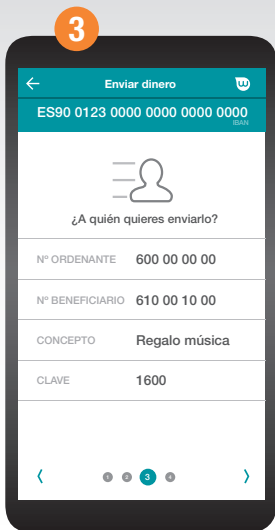 3
Enviar dinero
ES90 0123 0000 0000 0000 0000
IBAN
¿A quién quieres enviarlo?
Nº ORDENANTE 600 00 00 00
Nº BENEFICIARIO 610 00 10 00
CONCEPTO Regalo música
CLAVE 1600
1 2 3 4